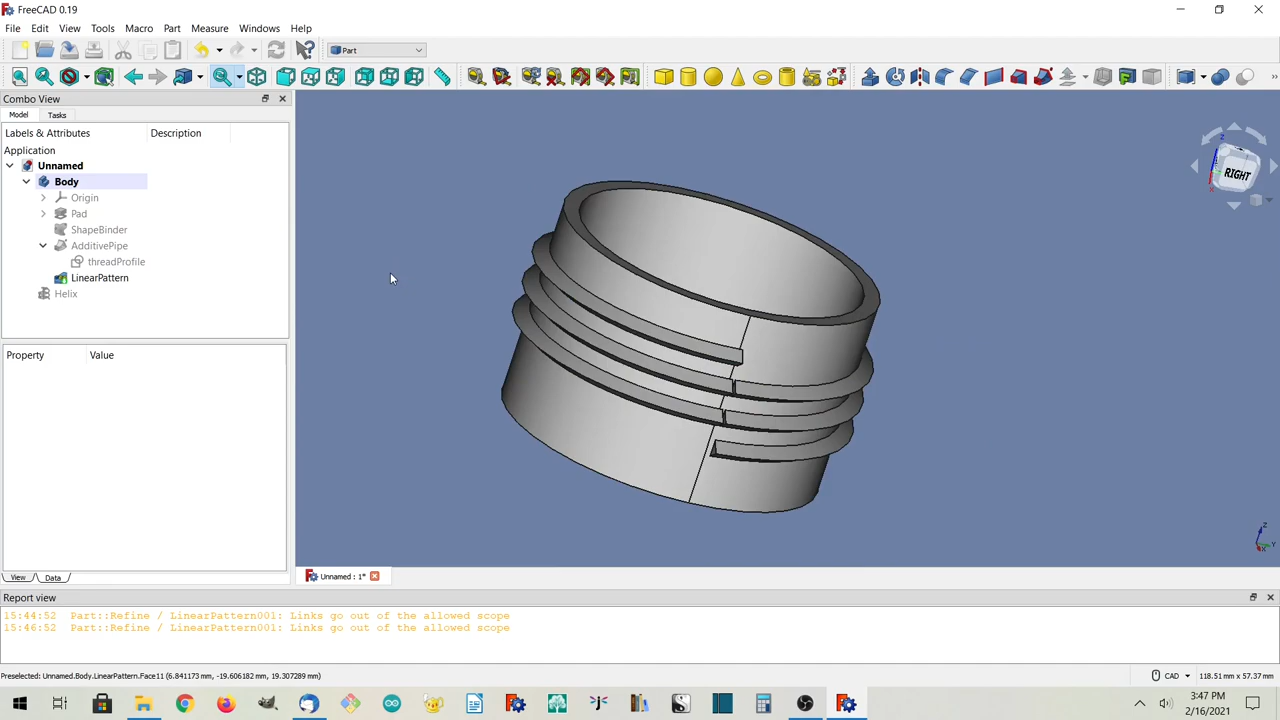 FreeCAD 0.19
File Edit View Tools Macro Part Measure Windows Help
Part
Combo View
Model Tasks
Labels & Attributes Description
Application
Unnamed
Body
Origin
Pad
ShapeBinder
AdditivePipe
threadProfile
LinearPattern
Helix
Property Value
View Data
RIGHT
Z
X
Z
Y
X
Unnamed : 1*
Report view
15:44:52 Part::Refine / LinearPattern001: Links go out of the allowed scope
15:46:52 Part::Refine / LinearPattern001: Links go out of the allowed scope
Preselected: Unnamed.Body.LinearPattern.Face11 (6.841173 mm, -19.606182 mm, 19.307289 mm)
CAD 118.51 mm x 57.37 mm
3:47 PM
2/16/2021